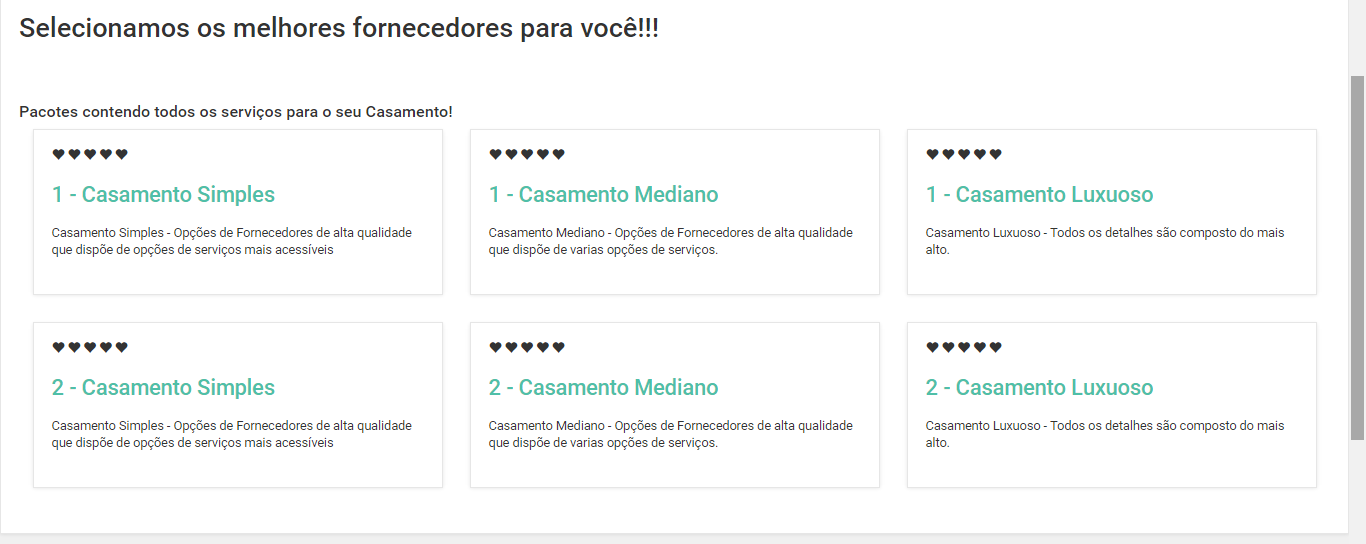 Selecionamos os melhores fornecedores para você!!!
Pacotes contendo todos os serviços para o seu Casamento!
1 - Casamento Simples
Casamento Simples - Opções de Fornecedores de alta qualidade
que dispõe de opções de serviços mais acessíveis
1 - Casamento Mediano
Casamento Mediano - Opções de Fornecedores de alta qualidade
que dispõe de varias opções de serviços.
1 - Casamento Luxuoso
Casamento Luxuoso - Todos os detalhes são composto do mais
alto.
2 - Casamento Simples
Casamento Simples - Opções de Fornecedores de alta qualidade
que dispõe de opções de serviços mais acessíveis
2 - Casamento Mediano
Casamento Mediano - Opções de Fornecedores de alta qualidade
que dispõe de varias opções de serviços.
2 - Casamento Luxuoso
Casamento Luxuoso - Todos os detalhes são composto do mais
alto.